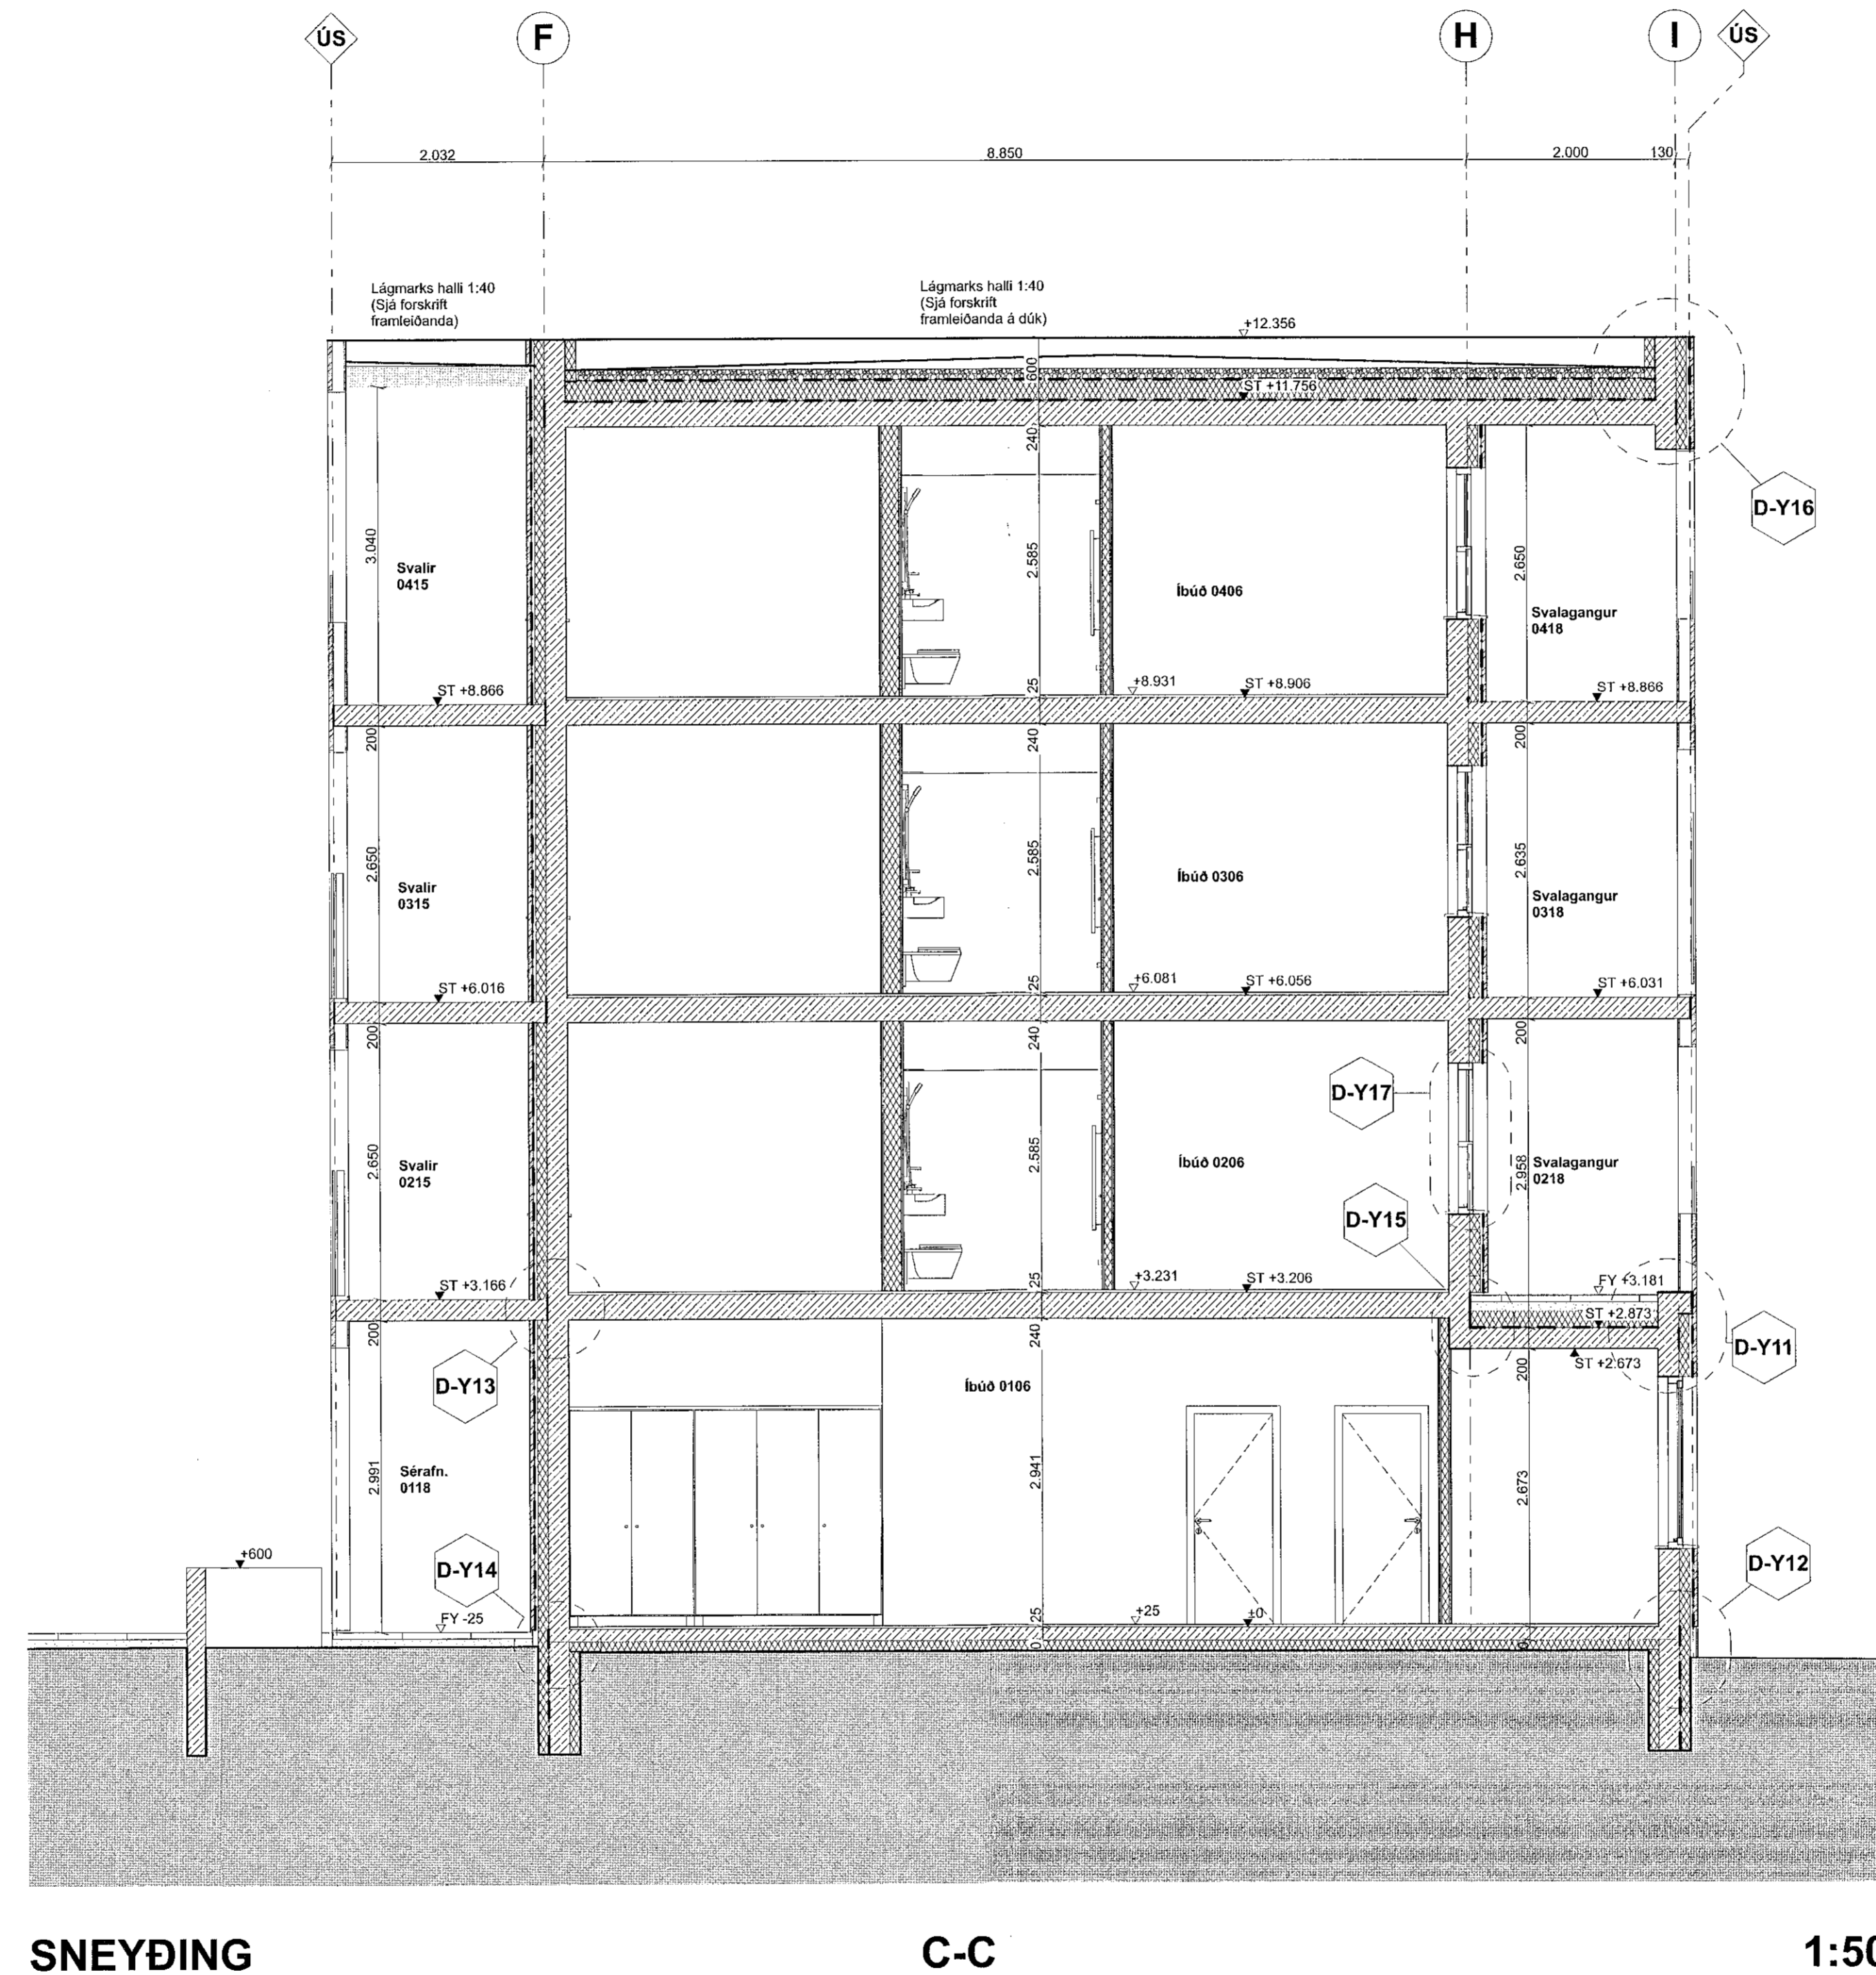 ÚS
F
H
I
ÚS
2.032
8.850
2.000
130
Lágmarks halli 1:40
(Sjá forskrift
framleiðanda)
Lágmarks halli 1:40
(Sjá forskrift
framleiðanda á dúk)
+12.356
600
ST +11.756
240
D-Y16
3.040
Svalir
0415
2.585
Íbúð 0406
2.650
Svalagangur
0418
ST +8.866
25
+8.931
ST +8.906
ST +8.866
200
240
200
2.650
Svalir
0315
2.585
Íbúð 0306
2.635
Svalagangur
0318
ST +6.016
25
+6.081
ST +6.056
ST +6.031
200
240
200
D-Y17
2.650
Svalir
0215
2.585
Íbúð 0206
2.958
Svalagangur
0218
D-Y15
ST +3.166
25
+3.231
ST +3.206
FY +3.181
ST +2.873
200
240
D-Y11
ST +2.673
200
D-Y13
Íbúð 0106
2.991
Sérafn.
0118
2.941
2.673
+600
D-Y14
D-Y12
FY -25
25
+25
±0
0
0
SNEYÐING
C-C
1:50